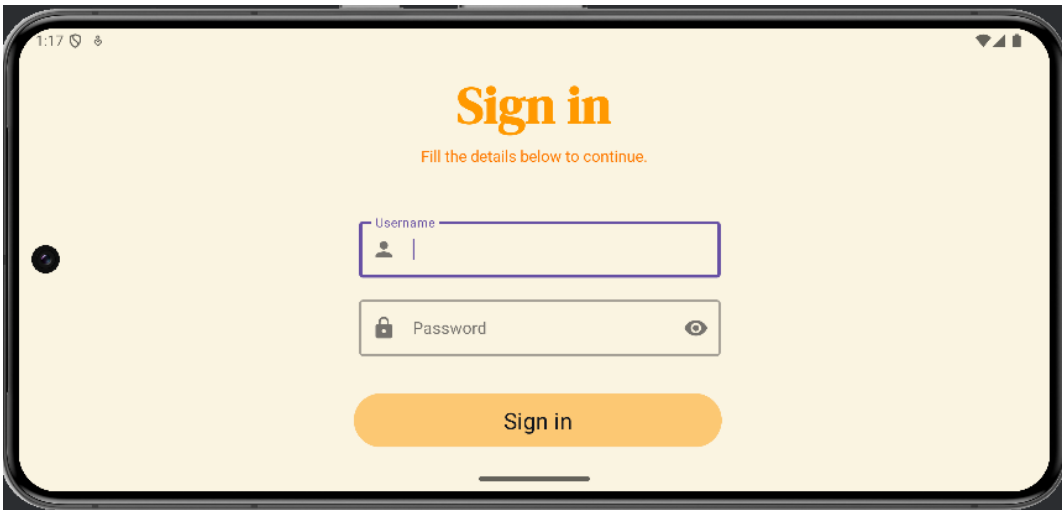 1:17
Sign in
Fill the details below to continue.
Username
Password
Sign in